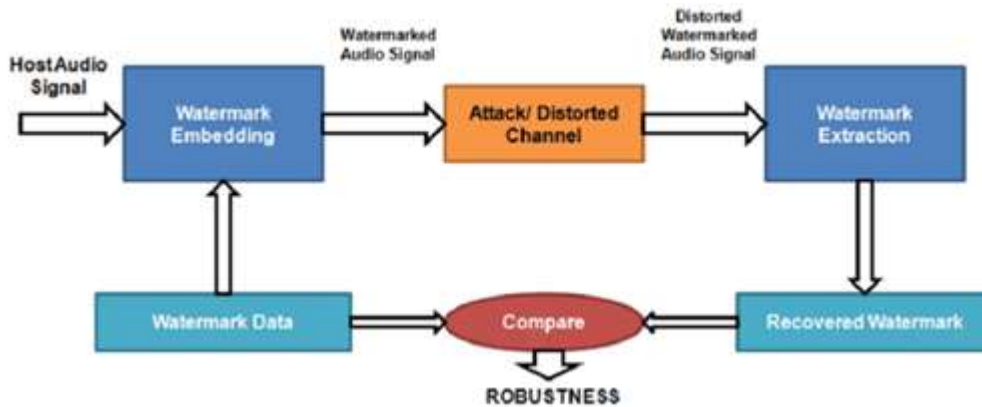 Host Audio
Signal
Watermark
Embedding
Watermarked
Audio Signal
Attack/ Distorted
Channel
Distorted
Watermarked
Audio Signal
Watermark
Extraction
Watermark Data
Compare
Recovered Watermark
ROBUSTNESS